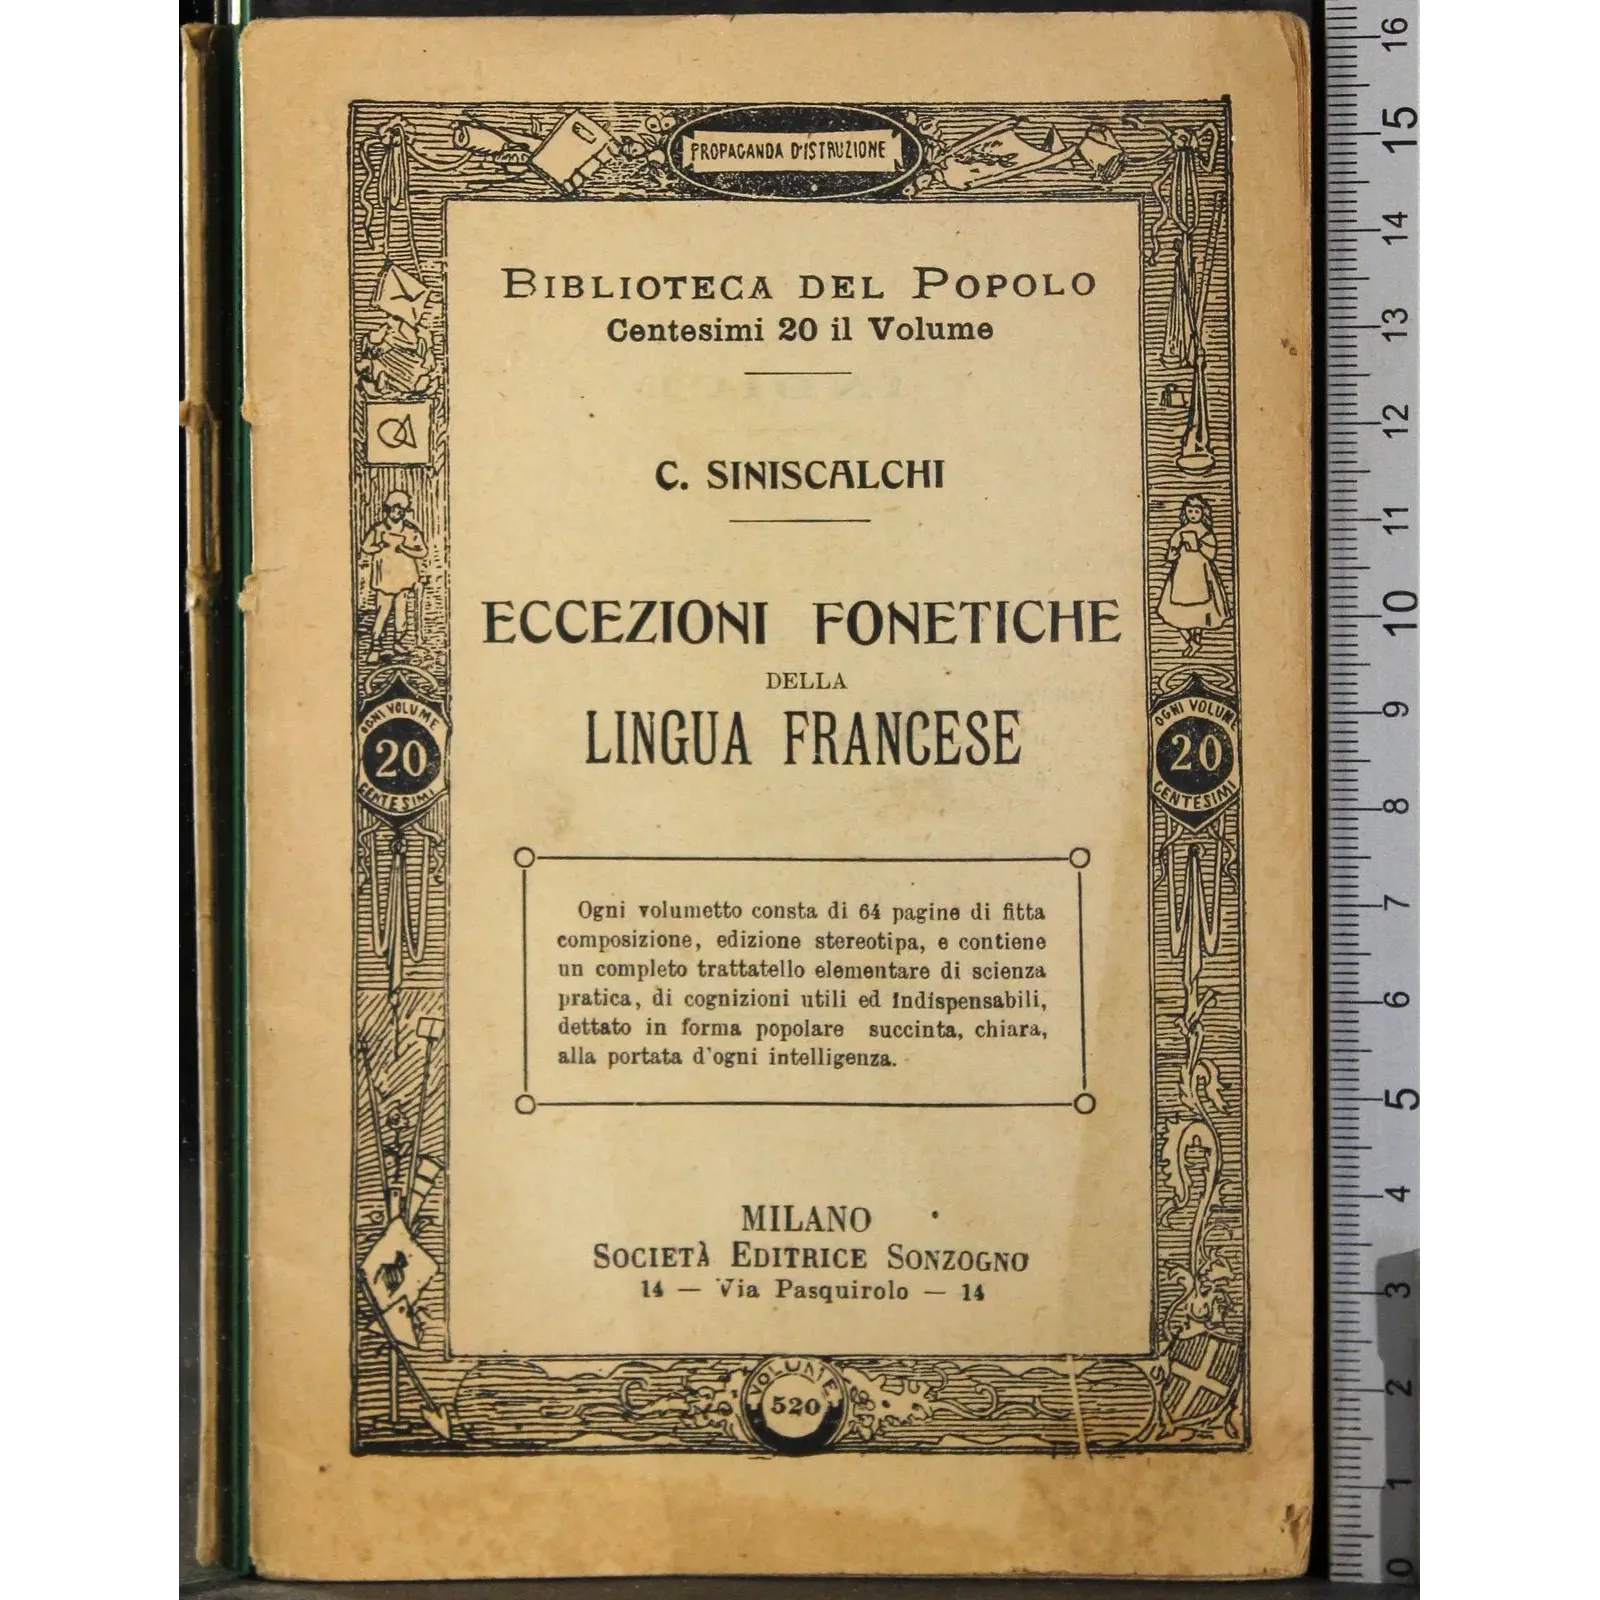 PROPAGANDA D'ISTRUZIONE
BIBLIOTECA DEL POPOLO
Centesimi 20 il Volume
C. SINISCALCHI
ECCEZIONI FONETICHE
DELLA
LINGUA FRANCESE
OGNI VOLUME
20
CENTESIMI
OGNI VOLUME
20
CENTESIMI
Ogni volumetto consta di 64 pagine di fitta
composizione, edizione stereotipa, e contiene
un completo trattatello elementare di scienza
pratica, di cognizioni utili ed indispensabili,
dettato in forma popolare succinta, chiara,
alla portata d'ogni intelligenza.
MILANO
SOCIETÀ EDITRICE SONZOGNO
14 — Via Pasquirolo — 14
VOLUME
520
16
15
14
13
12
11
10
9
8
7
6
5
4
3
2
1
0